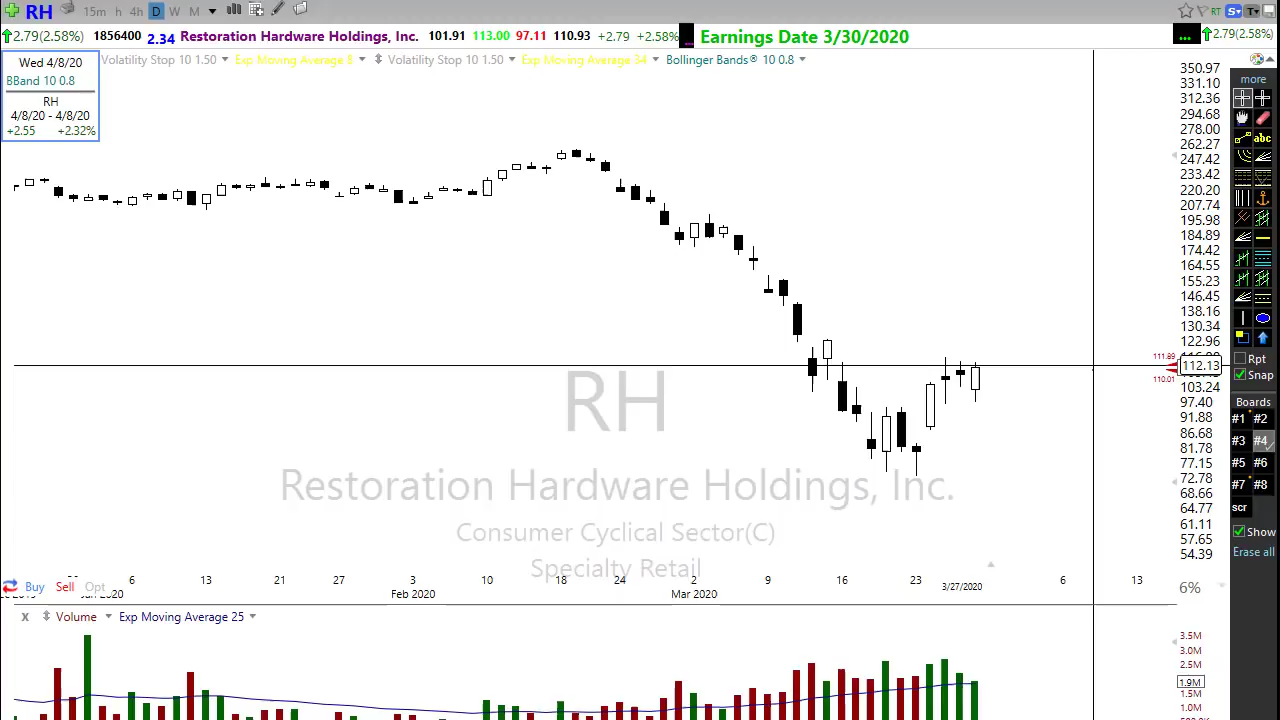 RH 15m h 4h D W M RT S T
2.79(2.58%) 1856400 2.34 Restoration Hardware Holdings, Inc. 101.91 113.00 97.11 110.93 +2.79 +2.58% Earnings Date 3/30/2020 ... 2.79(2.58%)
Wed 4/8/20
BBand 10 0.8
RH
4/8/20 - 4/8/20
+2.55 +2.32%
Volatility Stop 10 1.50 Exp Moving Average 8 Volatility Stop 10 1.50 Exp Moving Average 34 Bollinger Bands® 10 0.8
350.97
331.10
312.36
294.68
278.00
262.27
247.42
233.42
220.20
207.74
195.98
184.89
174.42
164.55
155.23
146.45
138.16
130.34
122.96
111.89
112.13
110.01
103.24
97.40
91.88
86.68
81.78
77.15
72.78
68.66
64.77
61.11
57.65
54.39
more
abc
Rpt
Snap
Boards
#1 #2
#3 #4
#5 #6
#7 #8
scr
Show
Erase all
RH
Restoration Hardware Holdings, Inc.
Consumer Cyclical Sector(C)
Specialty Retail
Buy Sell Opt
6 13 21 27 3 10 18 24 2 9 16 23 3/27/2020 6 13
2020 Feb 2020 Mar 2020
6%
x Volume Exp Moving Average 25
3.5M
3.0M
2.5M
1.9M
1.5M